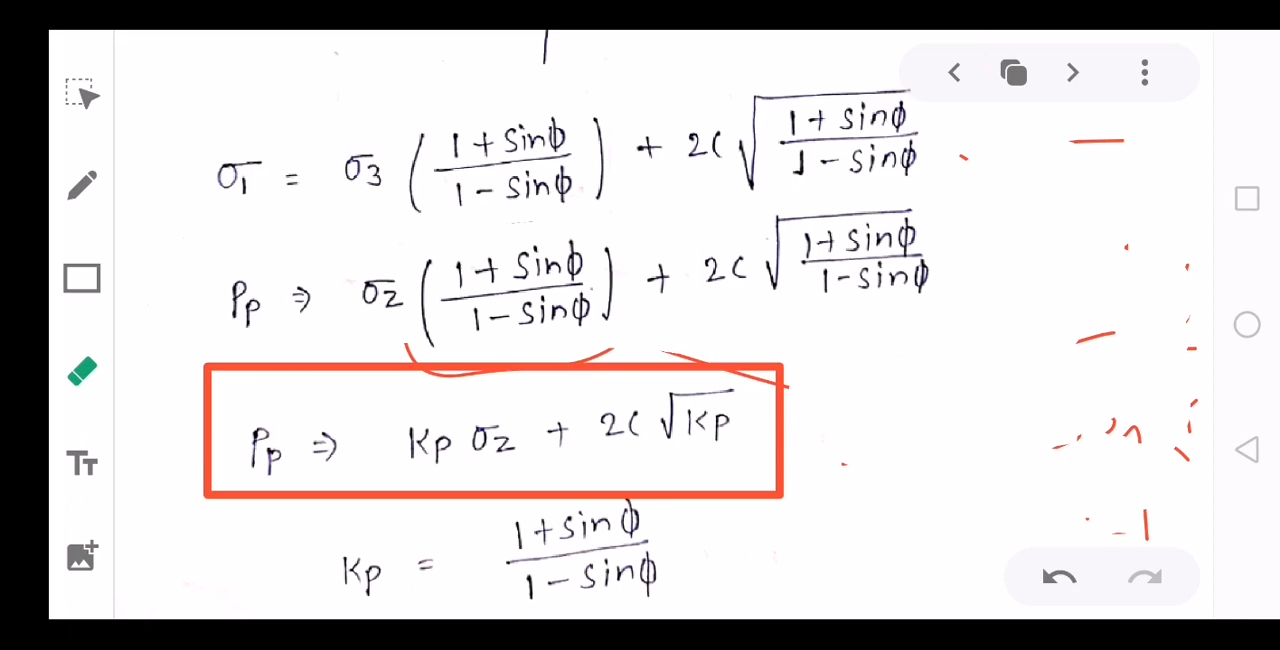 σ1 = σ3 (1 + sinϕ / 1 - sinϕ) + 2C √(1 + sinϕ / 1 - sinϕ)
Pp ⇒ σz (1 + sinϕ / 1 - sinϕ) + 2C √(1 + sinϕ / 1 - sinϕ)
Pp ⇒ Kp σz + 2C √Kp
Kp = 1 + sinϕ / 1 - sinϕ
TT